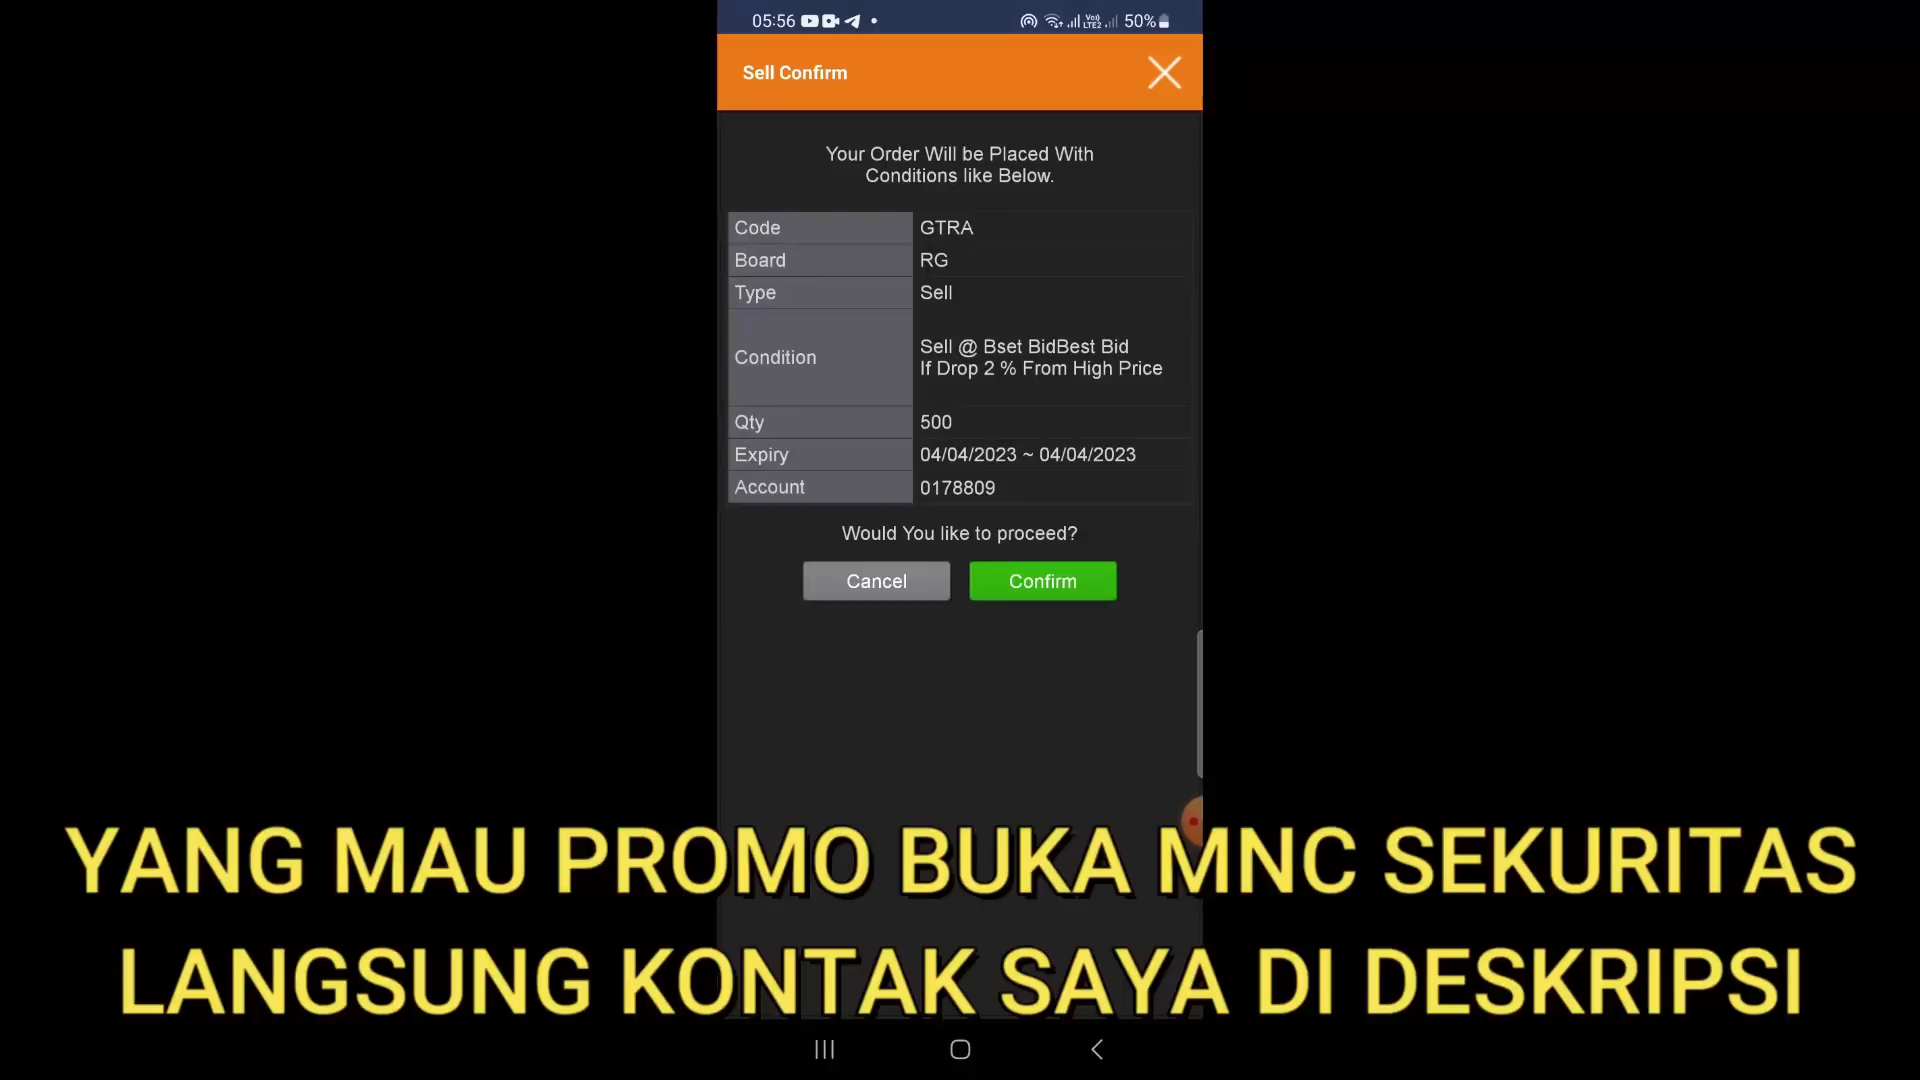 05:56
Vo)) LTE2 50%
Sell Confirm
Your Order Will be Placed With
Conditions like Below.
Code GTRA
Board RG
Type Sell
Condition Sell @ Bset BidBest Bid
If Drop 2 % From High Price
Qty 500
Expiry 04/04/2023 ~ 04/04/2023
Account 0178809
Would You like to proceed?
Cancel Confirm
YANG MAU PROMO BUKA MNC SEKURITAS
LANGSUNG KONTAK SAYA DI DESKRIPSI